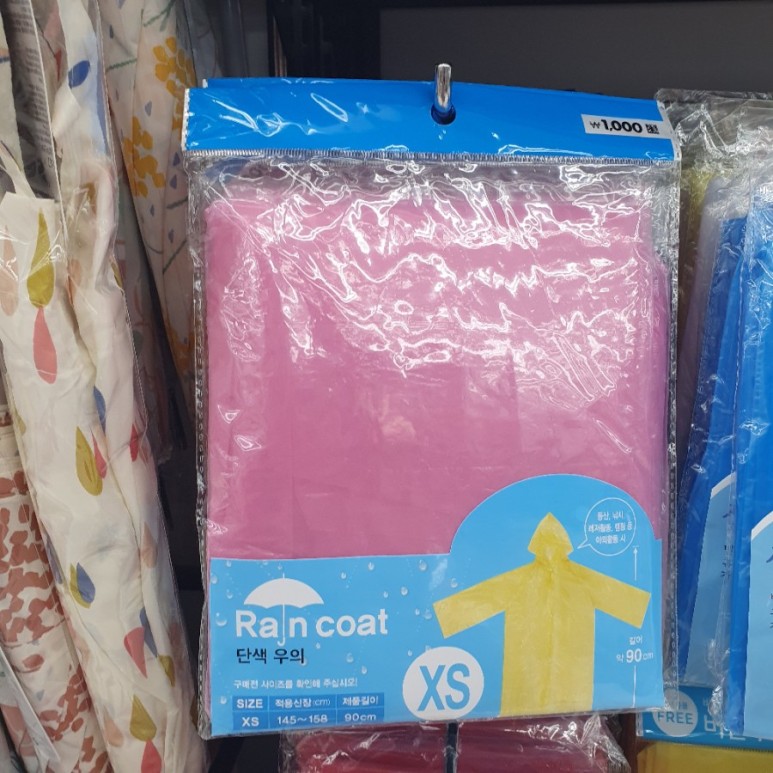 ₩1,000
등산, 낚시
레저활동, 캠핑 등
야외활동 시
Rain coat
단색 우의
구매전 사이즈를 확인해 주십시오!
SIZE 적용신장(cm) 제품길이
XS 145~158 90cm
XS
길이
약 90cm
FREE